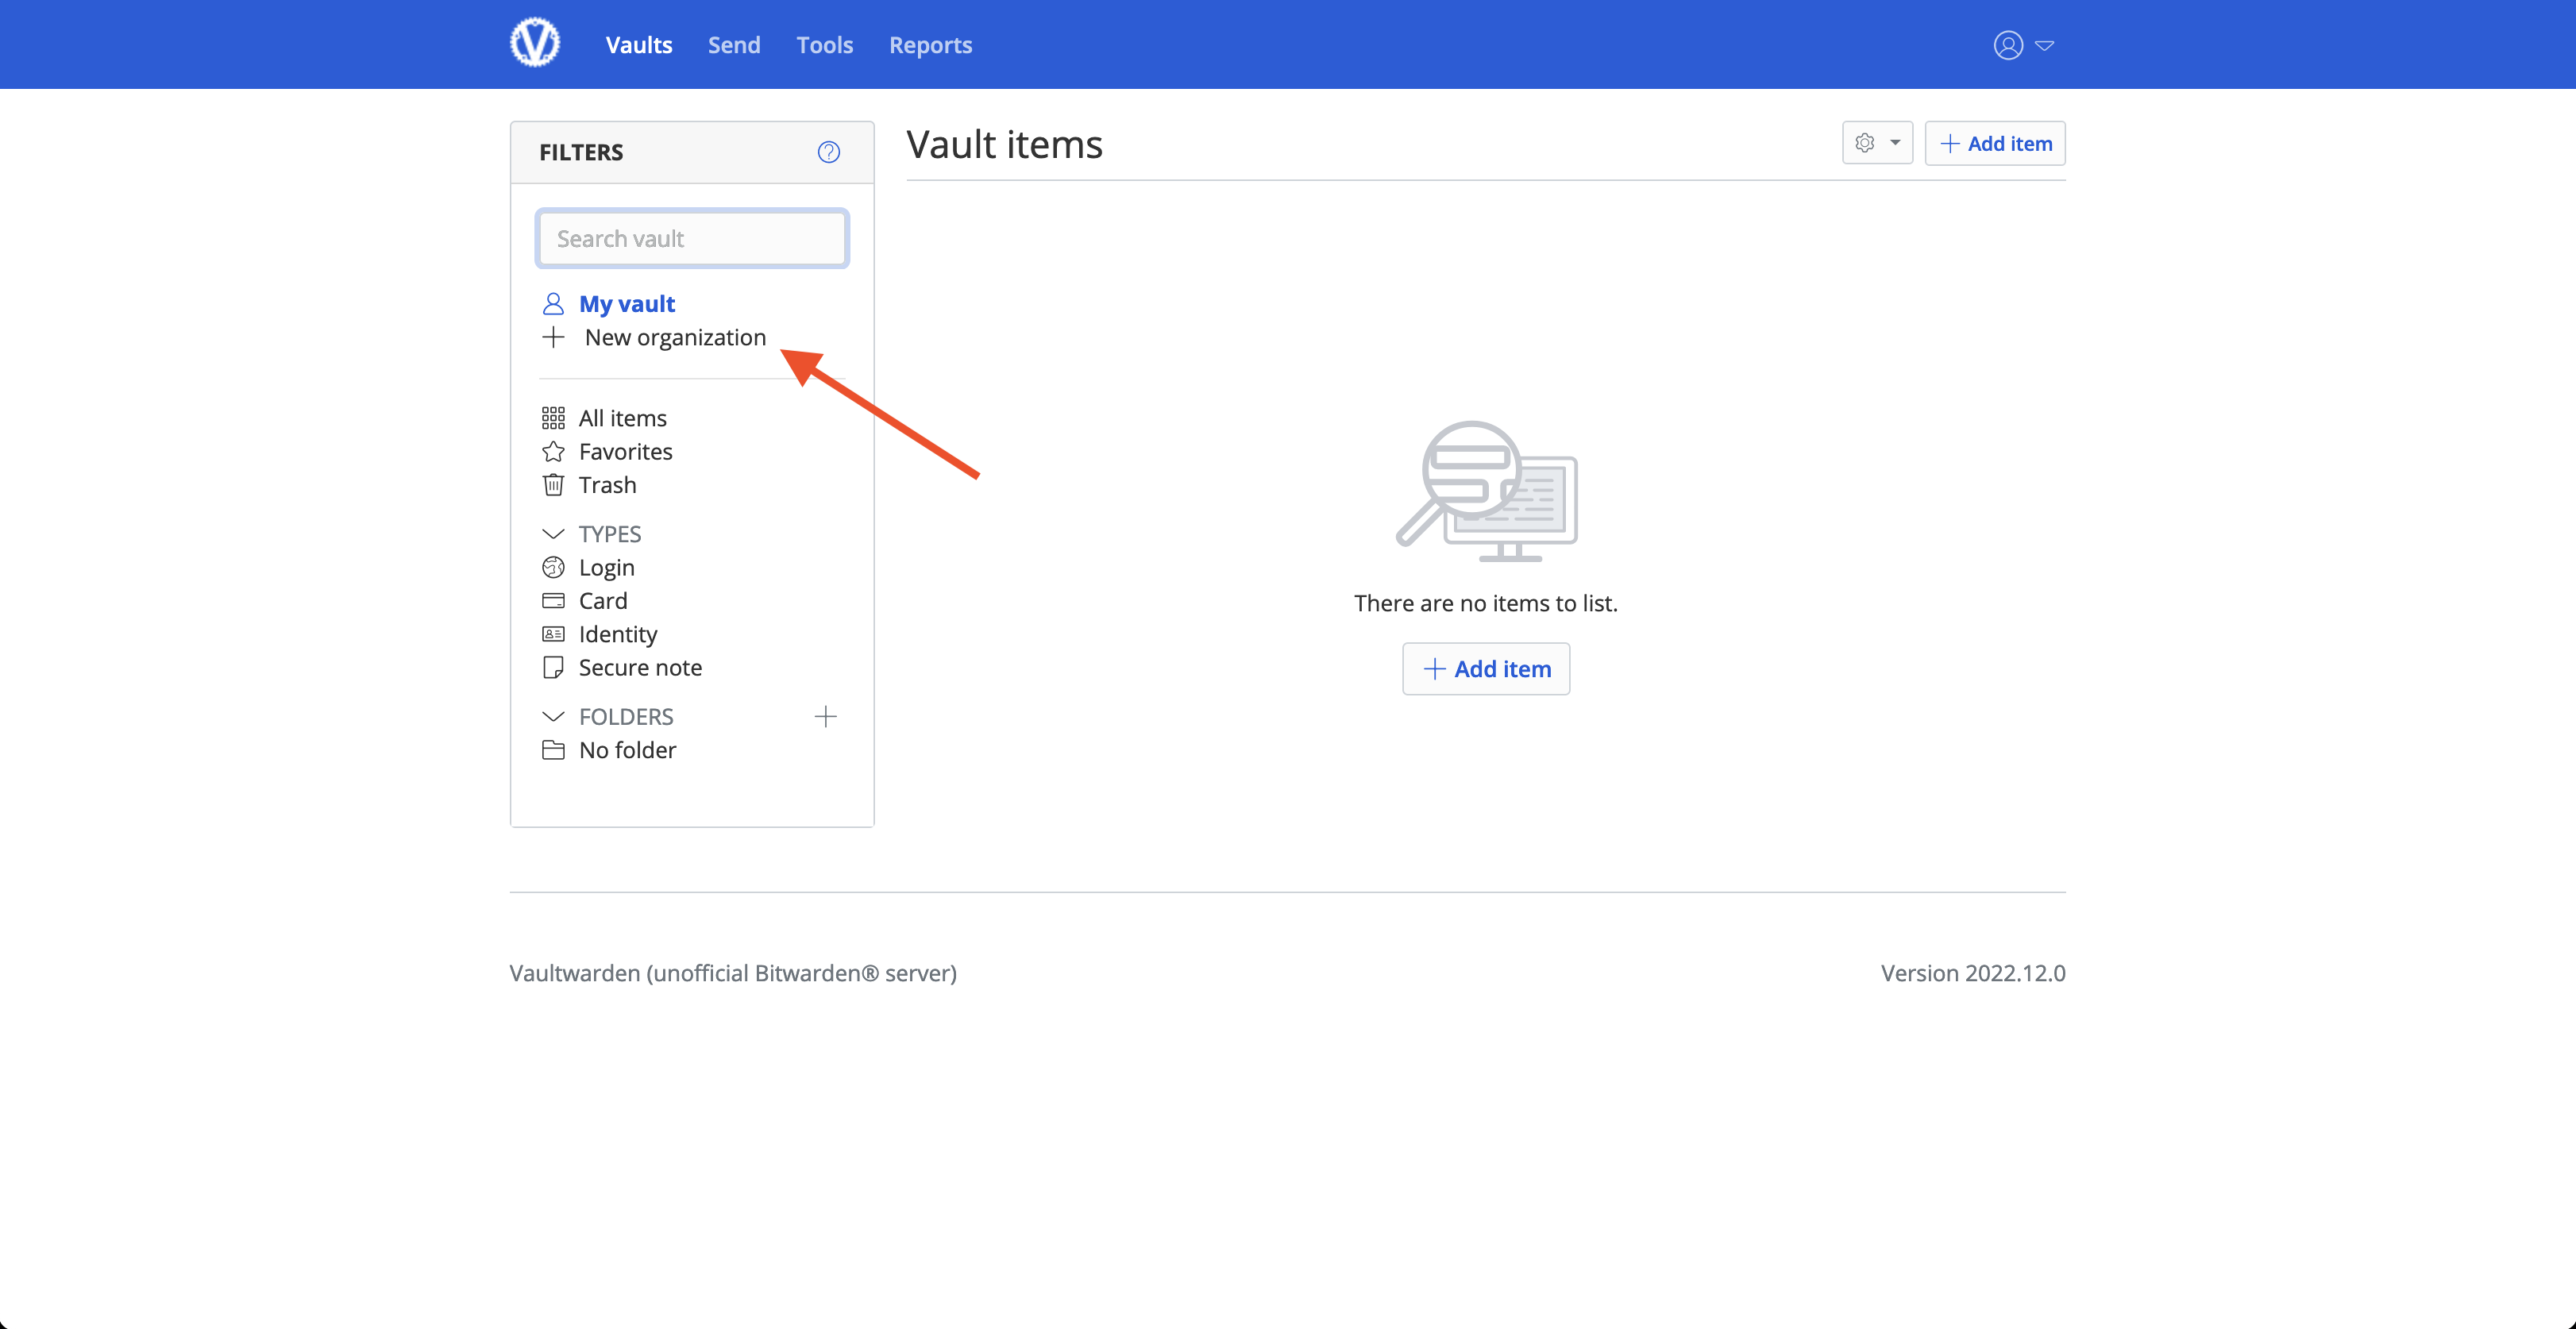 Vaults Send Tools Reports
FILTERS
Search vault
My vault
New organization
All items
Favorites
Trash
TYPES
Login
Card
Identity
Secure note
FOLDERS
No folder
Vault items
Add item
There are no items to list.
Add item
Vaultwarden (unofficial Bitwarden® server)
Version 2022.12.0